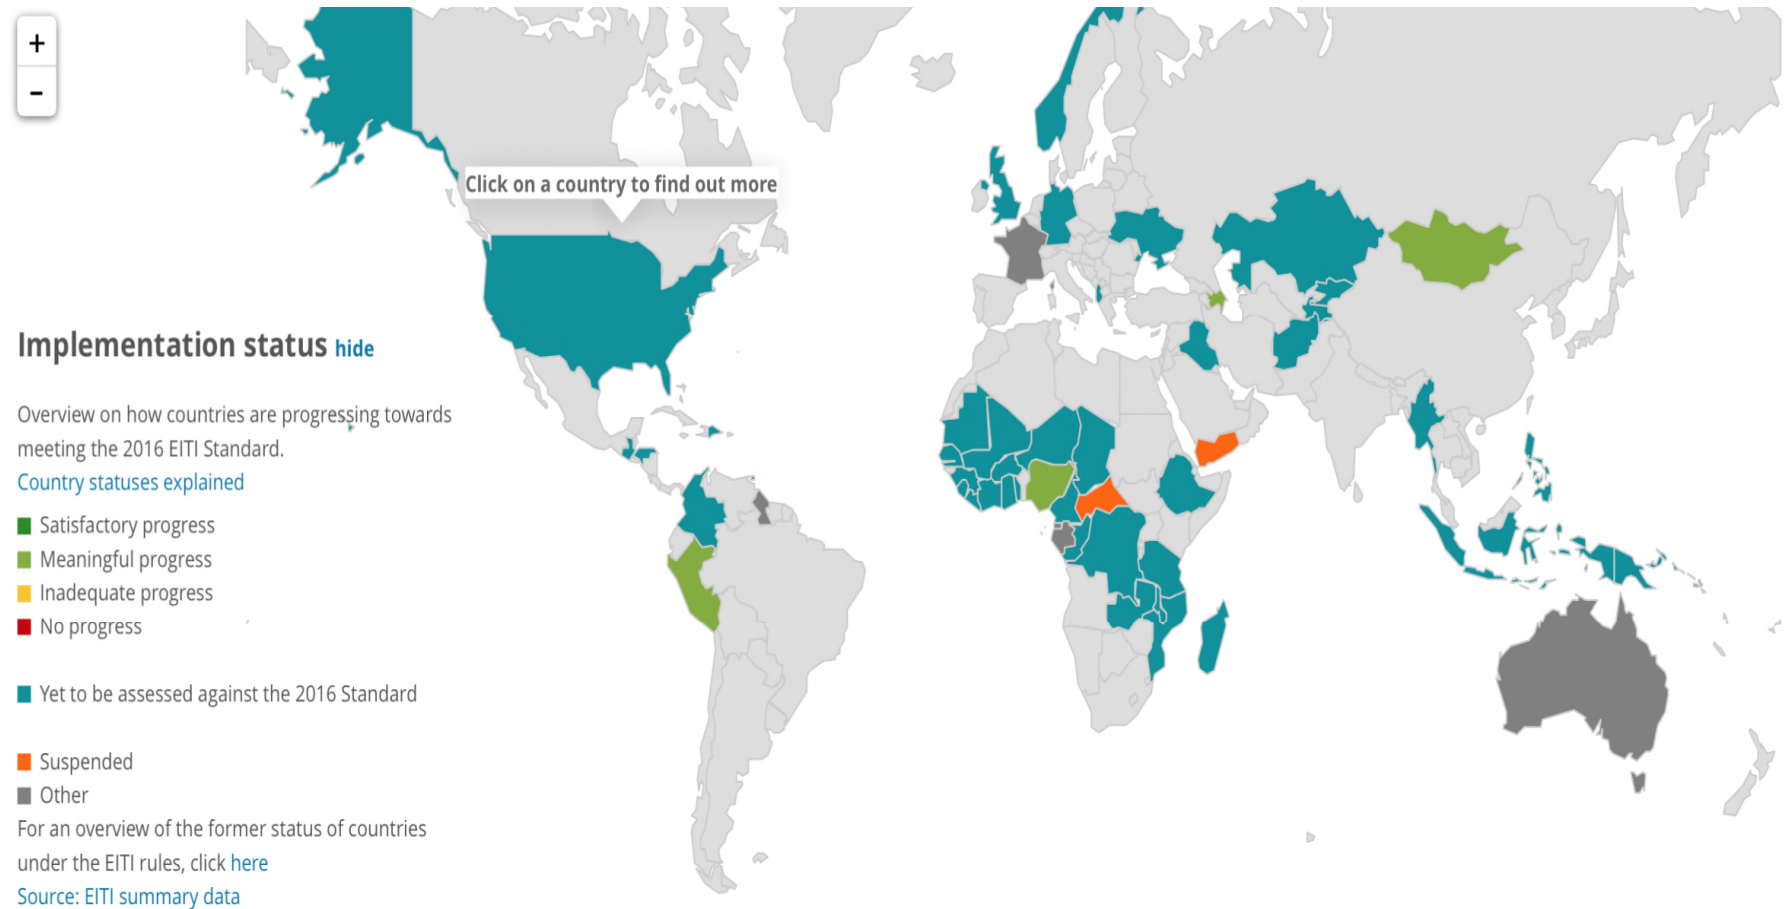 +
-
Click on a country to find out more
Implementation status hide
Overview on how countries are progressing towards
meeting the 2016 EITI Standard.
Country statuses explained
Satisfactory progress
Meaningful progress
Inadequate progress
No progress
Yet to be assessed against the 2016 Standard
Suspended
Other
For an overview of the former status of countries
under the EITI rules, click here
Source: EITI summary data